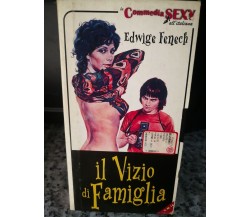 la Commedia SEXY
all'italiana
Edwige Fenech
il Vizio
di Famiglia